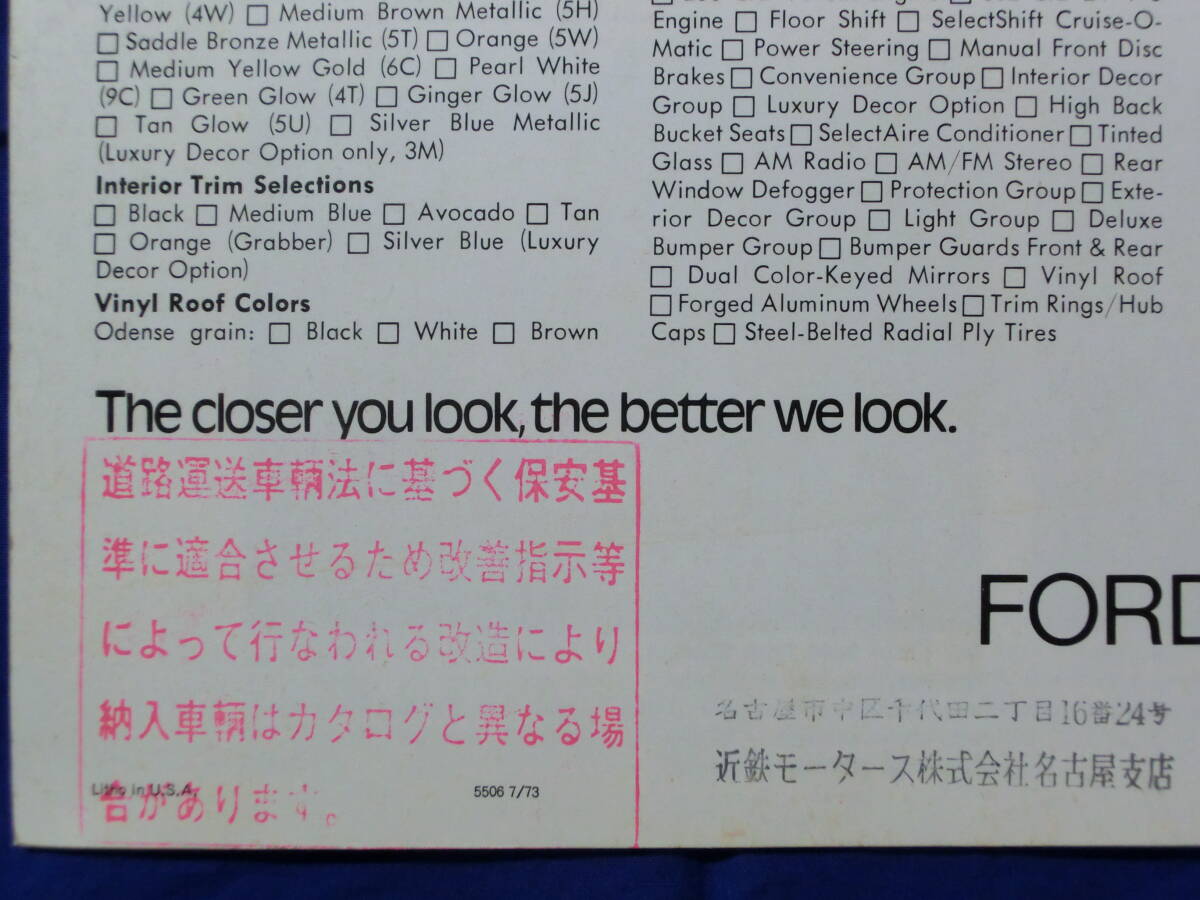 Yellow (4W) □ Medium Brown Metallic (5H)
□ Saddle Bronze Metallic (5T) □ Orange (5W)
□ Medium Yellow Gold (6C) □ Pearl White
(9C) □ Green Glow (4T) □ Ginger Glow (5J)
□ Tan Glow (5U) □ Silver Blue Metallic
(Luxury Decor Option only, 3M)
Interior Trim Selections
□ Black □ Medium Blue □ Avocado □ Tan
□ Orange (Grabber) □ Silver Blue (Luxury
Decor Option)
Vinyl Roof Colors
Odense grain: □ Black □ White □ Brown
Engine □ Floor Shift □ SelectShift Cruise-O-
Matic □ Power Steering □ Manual Front Disc
Brakes □ Convenience Group □ Interior Decor
Group □ Luxury Decor Option □ High Back
Bucket Seats □ SelectAire Conditioner □ Tinted
Glass □ AM Radio □ AM/FM Stereo □ Rear
Window Defogger □ Protection Group □ Exte-
rior Decor Group □ Light Group □ Deluxe
Bumper Group □ Bumper Guards Front & Rear
□ Dual Color-Keyed Mirrors □ Vinyl Roof
□ Forged Aluminum Wheels □ Trim Rings/Hub
Caps □ Steel-Belted Radial Ply Tires
The closer you look, the better we look.
道路運送車輌法に基づく保安基
準に適合させるため改善指示等
によって行なわれる改造により
納入車輌はカタログと異なる場
合があります。
Litho in U.S.A.
5506 7/73
FORD
名古屋市中区千代田二丁目16番24号
近鉄モータース株式会社名古屋支店